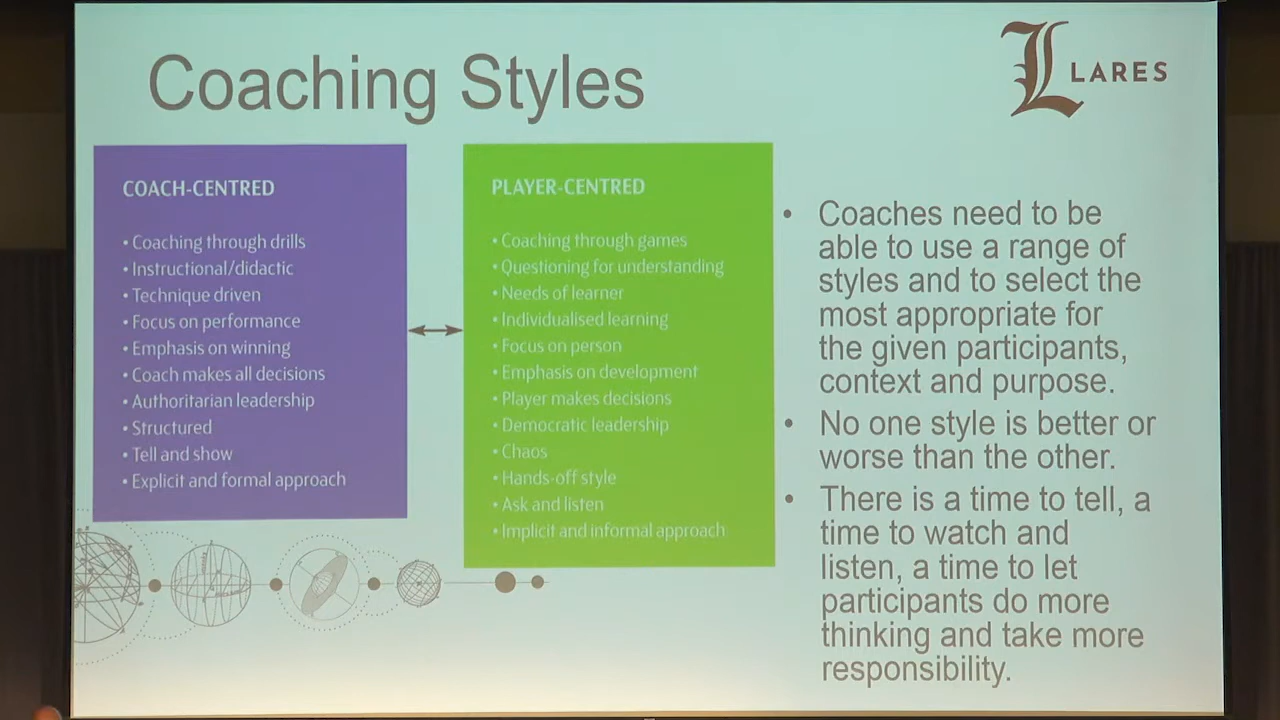 Coaching Styles
L LARES
COACH-CENTRED
• Coaching through drills
• Instructional/didactic
• Technique driven
• Focus on performance
• Emphasis on winning
• Coach makes all decisions
• Authoritarian leadership
• Structured
• Tell and show
• Explicit and formal approach
PLAYER-CENTRED
• Coaching through games
• Questioning for understanding
• Needs of learner
• Individualised learning
• Focus on person
• Emphasis on development
• Player makes decisions
• Democratic leadership
• Chaos
• Hands-off style
• Ask and listen
• Implicit and informal approach
• Coaches need to be
able to use a range of
styles and to select the
most appropriate for
the given participants,
context and purpose.
• No one style is better or
worse than the other.
• There is a time to tell, a
time to watch and
listen, a time to let
participants do more
thinking and take more
responsibility.